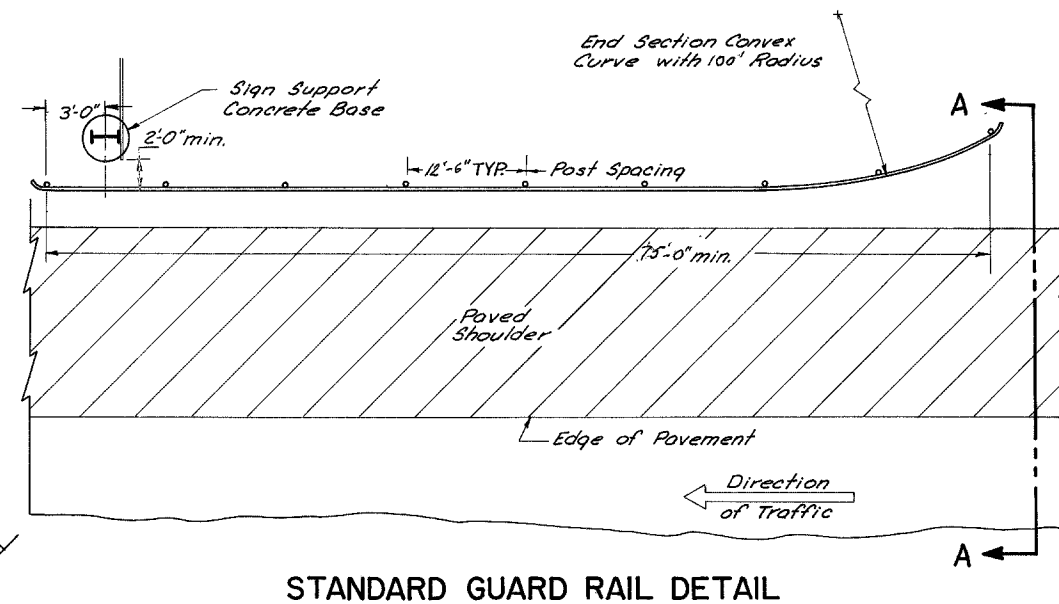 End Section Convex
Curve with 100' Radius
Sign Support
Concrete Base
3'-0"
2'-0" min.
A
12'-6" TYP.
Post Spacing
75'-0" min.
Paved
Shoulder
Edge of Pavement
Direction
of Traffic
A
STANDARD GUARD RAIL DETAIL